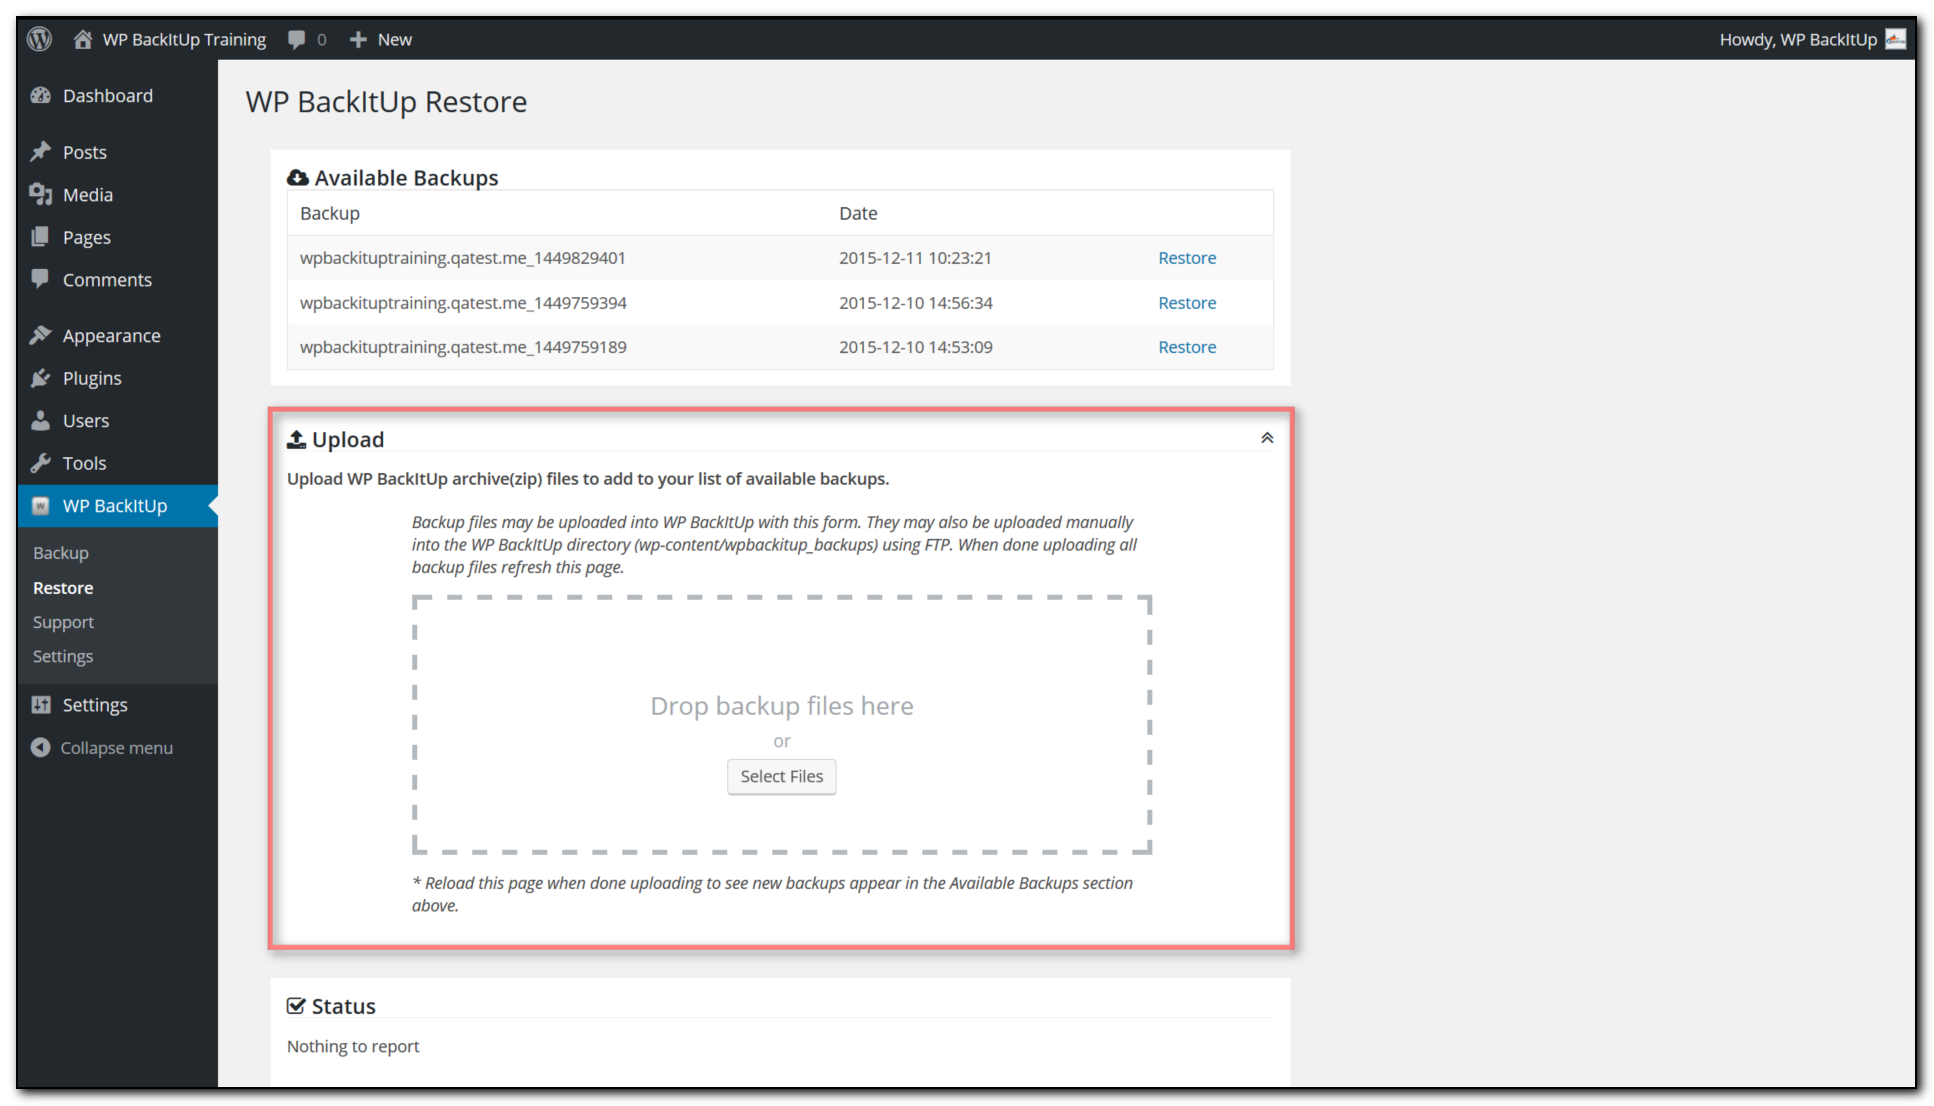 WP BackItUp Training 0 New Howdy, WP BackItUp
Dashboard
Posts
Media
Pages
Comments
Appearance
Plugins
Users
Tools
WP BackItUp
Backup
Restore
Support
Settings
Settings
Collapse menu
WP BackItUp Restore
Available Backups
Backup Date
wpbackituptraining.qatest.me_1449829401 2015-12-11 10:23:21 Restore
wpbackituptraining.qatest.me_1449759394 2015-12-10 14:56:34 Restore
wpbackituptraining.qatest.me_1449759189 2015-12-10 14:53:09 Restore
Upload
Upload WP BackItUp archive(zip) files to add to your list of available backups.
Backup files may be uploaded into WP BackItUp with this form. They may also be uploaded manually
into the WP BackItUp directory (wp-content/wpbackitup_backups) using FTP. When done uploading all
backup files refresh this page.
Drop backup files here
or
Select Files
* Reload this page when done uploading to see new backups appear in the Available Backups section
above.
Status
Nothing to report